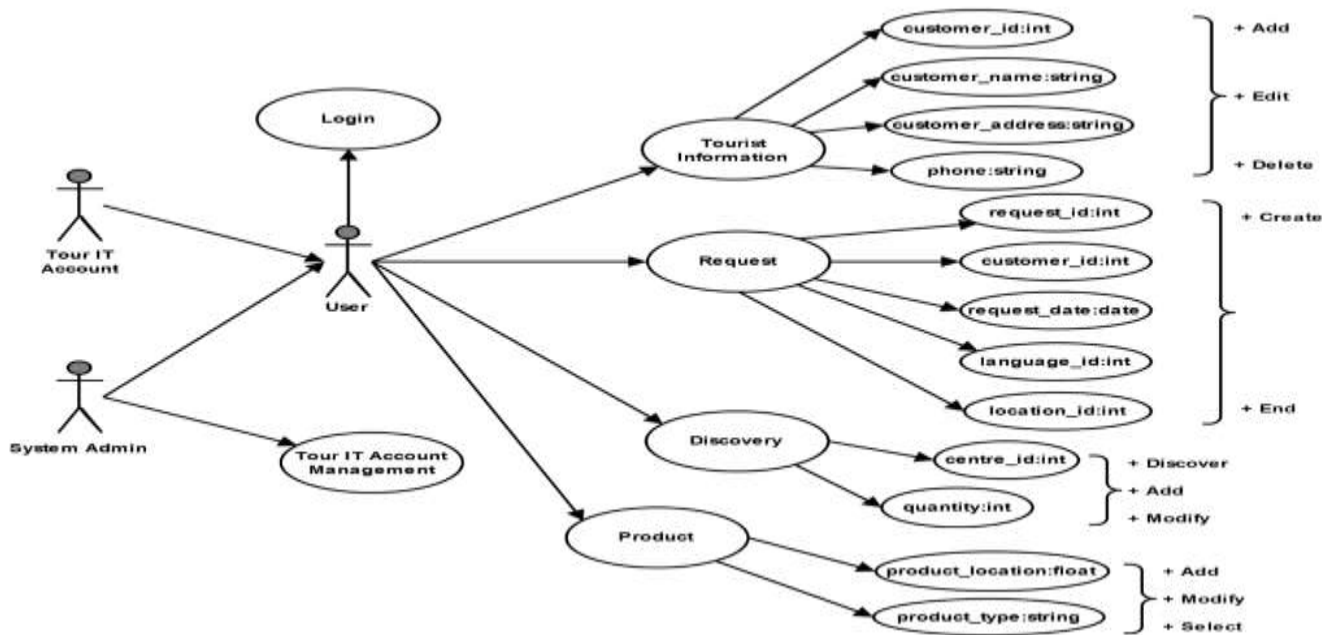 customer_id:int
+ Add
customer_name:string
+ Edit
customer_address:string
phone:string
+ Delete
Login
Tourist
Information
Tour IT
Account
User
request_id:int
+ Create
Request
customer_id:int
request_date:date
language_id:int
location_id:int
+ End
System Admin
Tour IT Account
Management
Discovery
centre_id:int
+ Discover
+ Add
quantity:int
+ Modify
Product
product_location:float
+ Add
+ Modify
product_type:string
+ Select